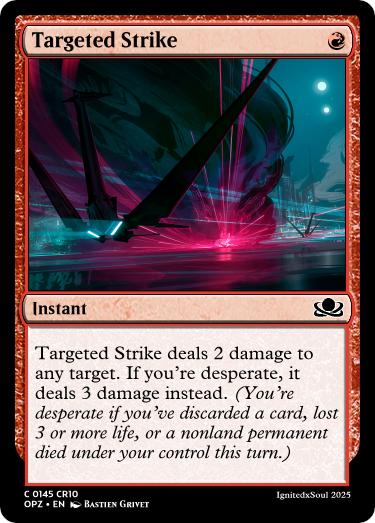 Targeted Strike
Instant
Targeted Strike deals 2 damage to
any target. If you're desperate, it
deals 3 damage instead. (You're
desperate if you've discarded a card, lost
3 or more life, or a nonland permanent
died under your control this turn.)
C 0145 CR10
OPZ • EN Bastien Grivet
IgnitedxSoul 2025